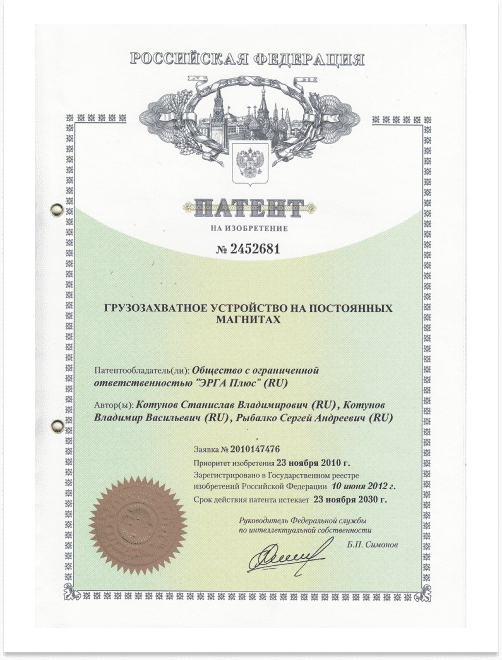 РОССИЙСКАЯ ФЕДЕРАЦИЯ
ПАТЕНТ
НА ИЗОБРЕТЕНИЕ
№ 2452681
ГРУЗОЗАХВАТНОЕ УСТРОЙСТВО НА ПОСТОЯННЫХ
МАГНИТАХ
Патентообладатель(ли): Общество с ограниченной
ответственностью "ЭРГА Плюс" (RU)
Автор(ы): Котунов Станислав Владимирович (RU), Котунов
Владимир Васильевич (RU), Рыбалко Сергей Андреевич (RU)
Заявка № 2010147476
Приоритет изобретения 23 ноября 2010 г.
Зарегистрировано в Государственном реестре
изобретений Российской Федерации 10 июня 2012 г.
Срок действия патента истекает 23 ноября 2030 г.
Руководитель Федеральной службы
по интеллектуальной собственности
Б.П. Симонов